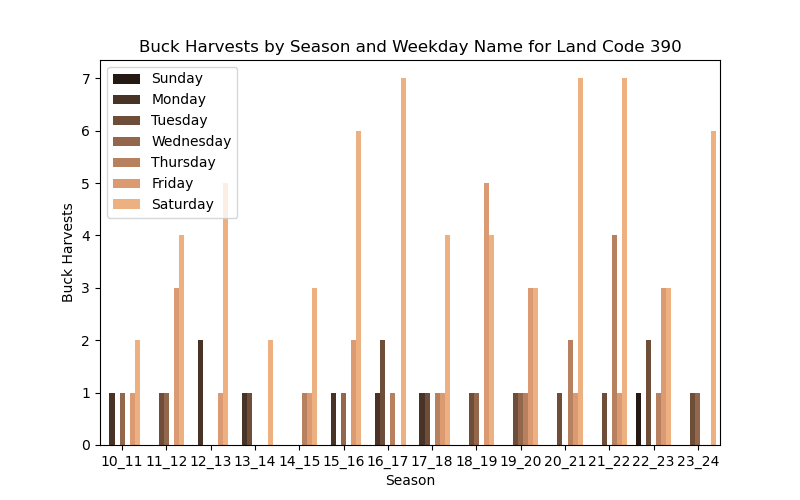 Buck Harvests by Season and Weekday Name for Land Code 390
7
6
5
4
3
2
1
0
Buck Harvests
Sunday
Monday
Tuesday
Wednesday
Thursday
Friday
Saturday
10_11 11_12 12_13 13_14 14_15 15_16 16_17 17_18 18_19 19_20 20_21 21_22 22_23 23_24
Season